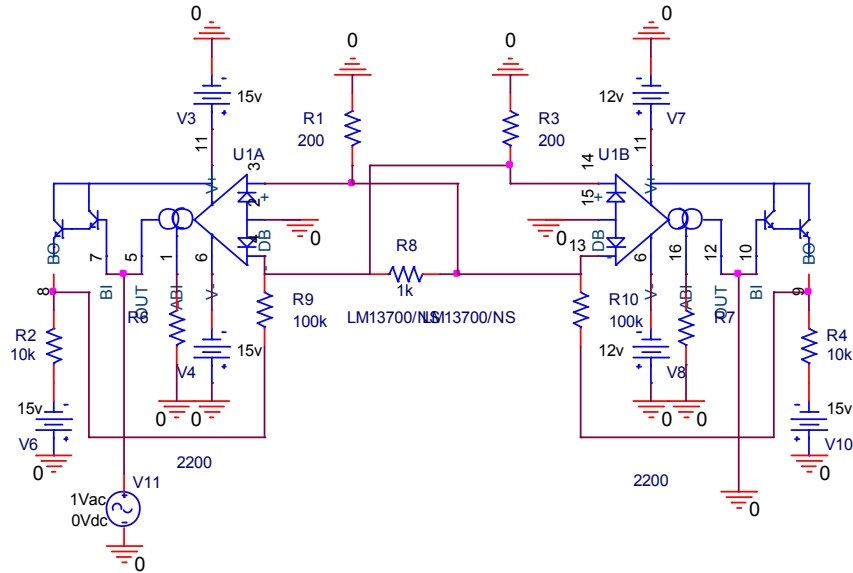 0
0
0
0
V3
15v
11
R1
200
R3
200
12v
V7
11
U1A
3
14
U1B
VI
+
2
15
+
VI
0
0
4
DB
-
13
DB
-
BO
7
5
1
6
R8
1k
6
16
12
10
BO
8
BI
OUT
ABI
V-
R9
100k
R10
100k
V-
ABI
OUT
BI
9
R6
LM13700/NS
LM13700/NS
R7
R2
10k
V4
15v
12v
V8
R4
10k
15v
V6
0
0
0
0
15v
V10
0
0
2200
2200
V11
1Vac
0Vdc
0
0